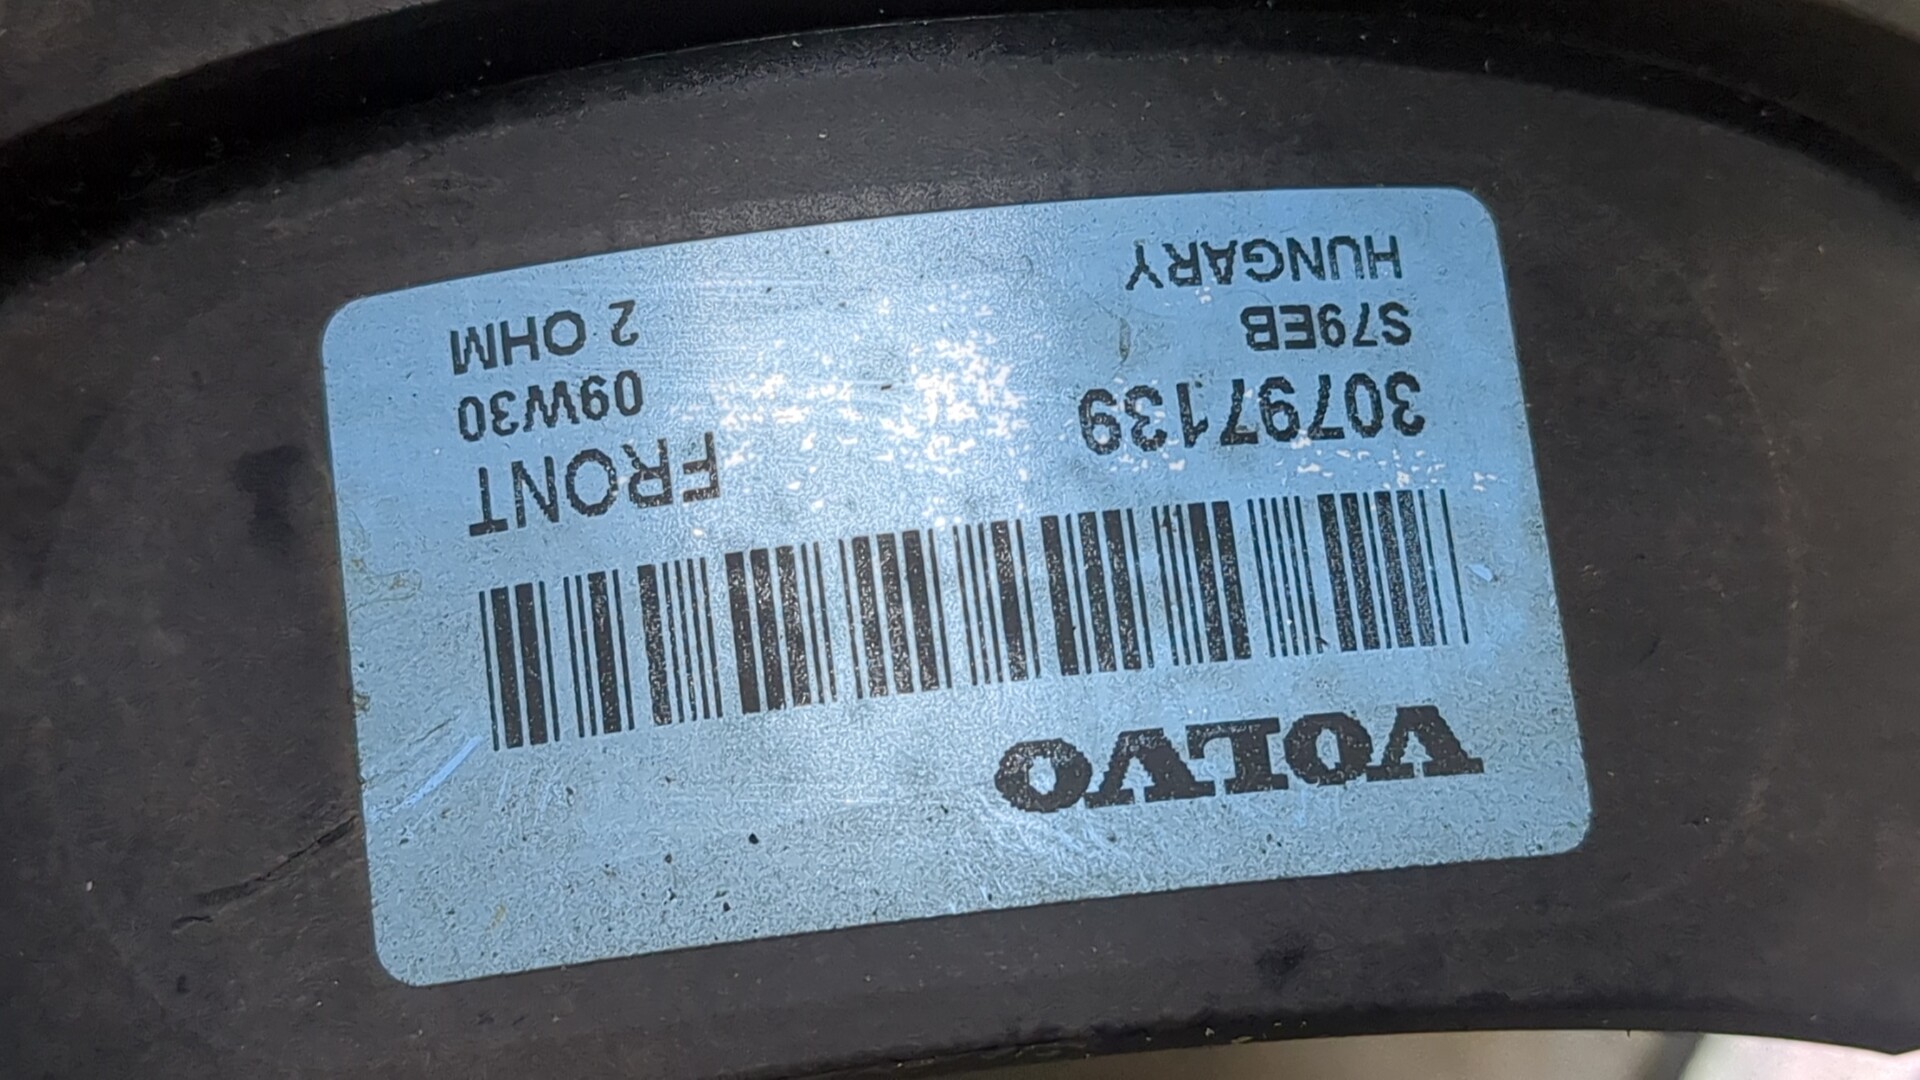 VOLVO
30797139
S79EB
HUNGARY
FRONT
09W30
2 OHM